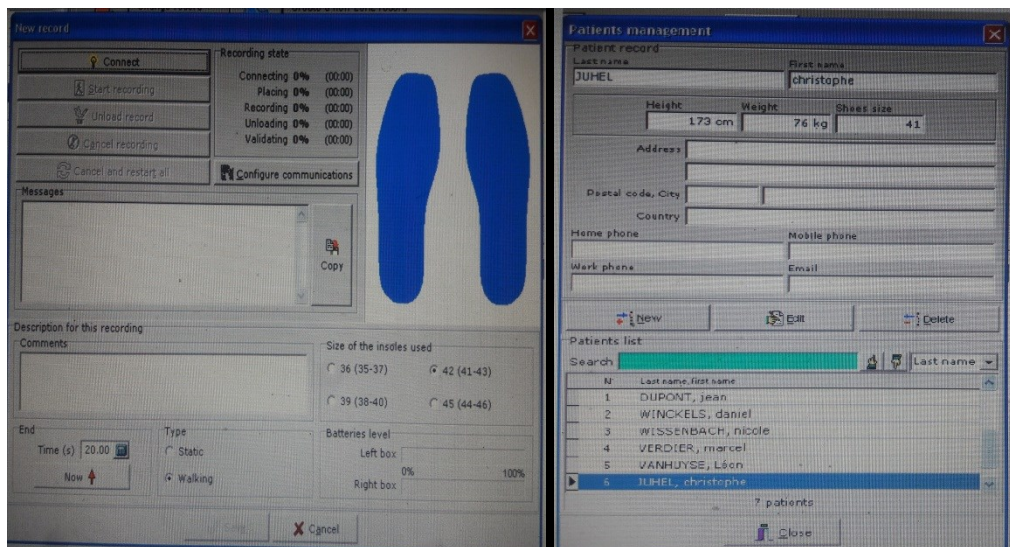 New record
Connect
Start recording
Unload record
Cancel recording
Cancel and restart all
Recording state
Connecting 0% (00:00)
Placing 0% (00:00)
Recording 0% (00:00)
Unloading 0% (00:00)
Validating 0% (00:00)
Configure communications
Messages
Copy
Description for this recording
Comments
Size of the insoles used
36 (35-37)
42 (41-43)
39 (38-40)
45 (44-46)
End
Time (s) 20.00
Now
Type
Static
Walking
Batteries level
Left box
0% 100%
Right box
Cancel
Patients management
Patient record
Last name
First name
JUHEL
christophe
Height Weight Shoes size
173 cm 76 kg 41
Address
Postal code, City
Country
Home phone
Mobile phone
Work phone
Email
New
Edit
Delete
Patients list
Search
Last name
N° Last name, first name
1 DUPONT, jean
2 WINCKELS, daniel
3 WISSENBACH, nicole
4 VERDIER, marcel
5 VANHUYSE, Léon
6 JUHEL, christophe
7 patients
Close